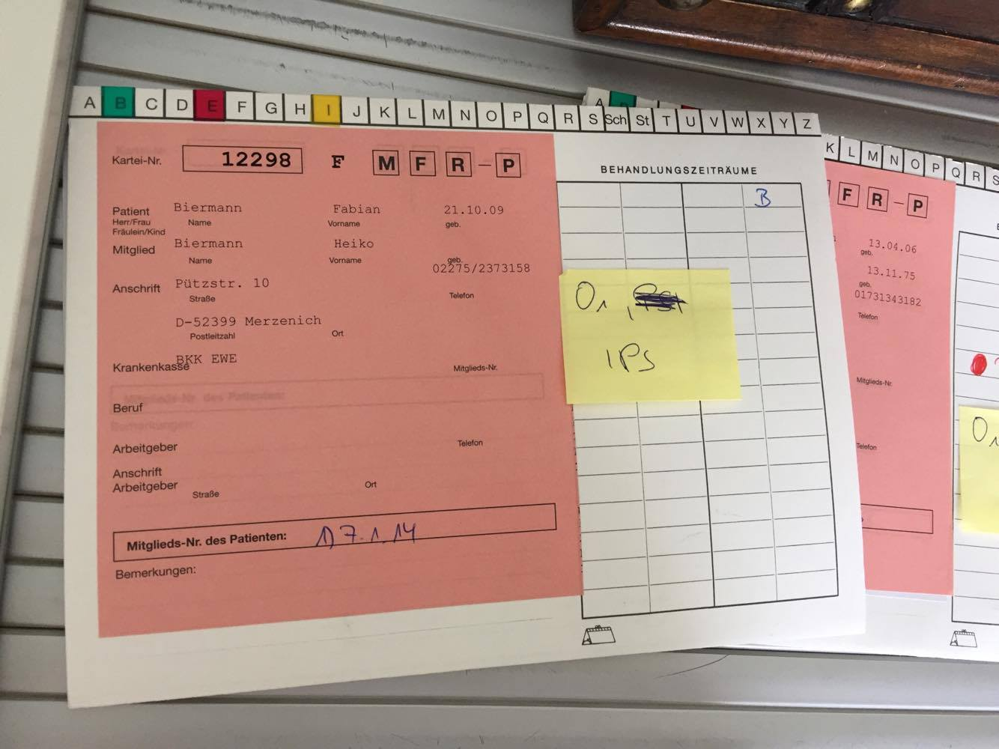 A B C D E F G H I J K L M N O P Q R S Sch St T U V W X Y Z
Kartei-Nr. 12298 F M F R – P
BEHANDLUNGSZEITRÄUME
B
Patient Biermann Fabian 21.10.09
Herr/Frau Name Vorname geb.
Fräulein/Kind
Mitglied Biermann Heiko
Name Vorname geb.
02275/2373158
Anschrift Pützstr. 10
Straße Telefon
D-52399 Merzenich
Postleitzahl Ort
BKK EWE
Krankenkasse Mitglieds-Nr.
Beruf
Arbeitgeber Telefon
Anschrift
Arbeitgeber Straße Ort
Mitglieds-Nr. des Patienten: 17.1.14
Bemerkungen:
O1,
IPs
A
K L M N O P Q R S
F R – P
13.04.06
geb.
13.11.75
geb.
01731343182
Telefon
Mitglieds-Nr.
Telefon
O1